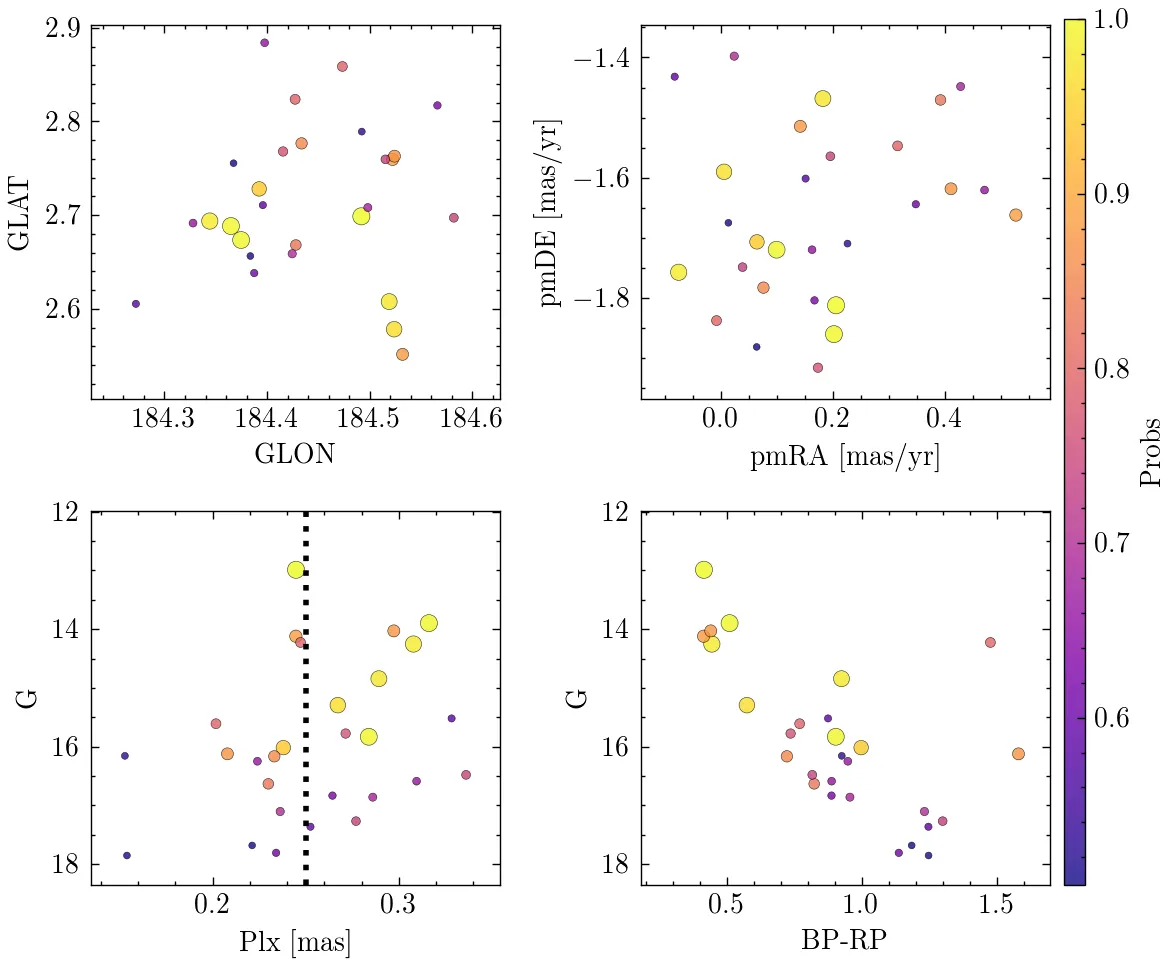 2.9
2.8
2.7
2.6
GLAT
184.3 184.4 184.5 184.6
GLON
−1.4
−1.6
−1.8
pmDE [mas/yr]
0.0 0.2 0.4
pmRA [mas/yr]
12
14
16
18
G
0.2 0.3
Plx [mas]
12
14
16
18
G
0.5 1.0 1.5
BP-RP
1.0
0.9
0.8
0.7
0.6
Probs